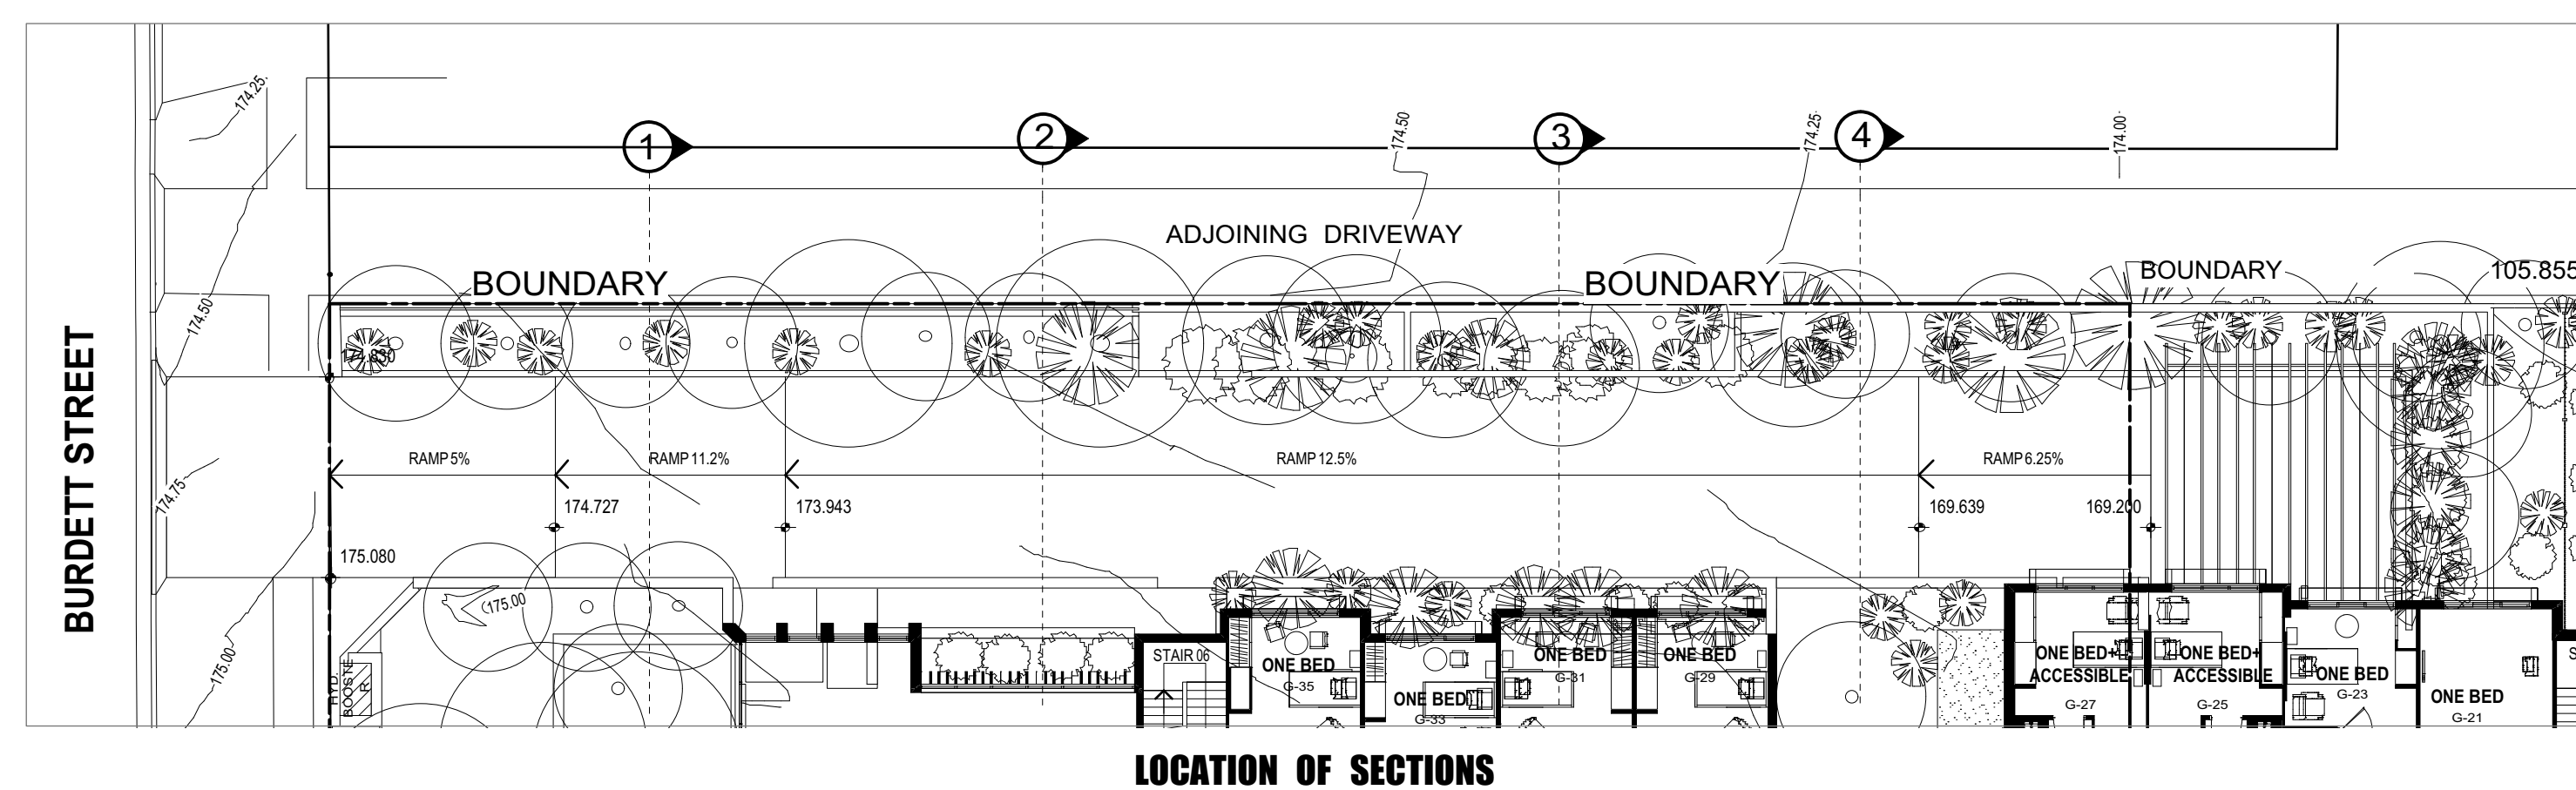 174.25
174.50
174.75
175.00
BURDETT STREET
1
2
3
4
174.50
174.25
174.00
ADJOINING DRIVEWAY
BOUNDARY
BOUNDARY
BOUNDARY
105.855
174.830
RAMP 5%
RAMP 11.2%
RAMP 12.5%
RAMP 6.25%
174.727
173.943
169.639
169.200
175.080
175.00
HYD.
BOOSTE
R
STAIR 06
ONE BED
G-35
ONE BED
G-33
ONE BED
G-31
ONE BED
G-29
ONE BED+
ACCESSIBLE
G-27
ONE BED+
ACCESSIBLE
G-25
ONE BED
G-23
ONE BED
G-21
S
LOCATION OF SECTIONS